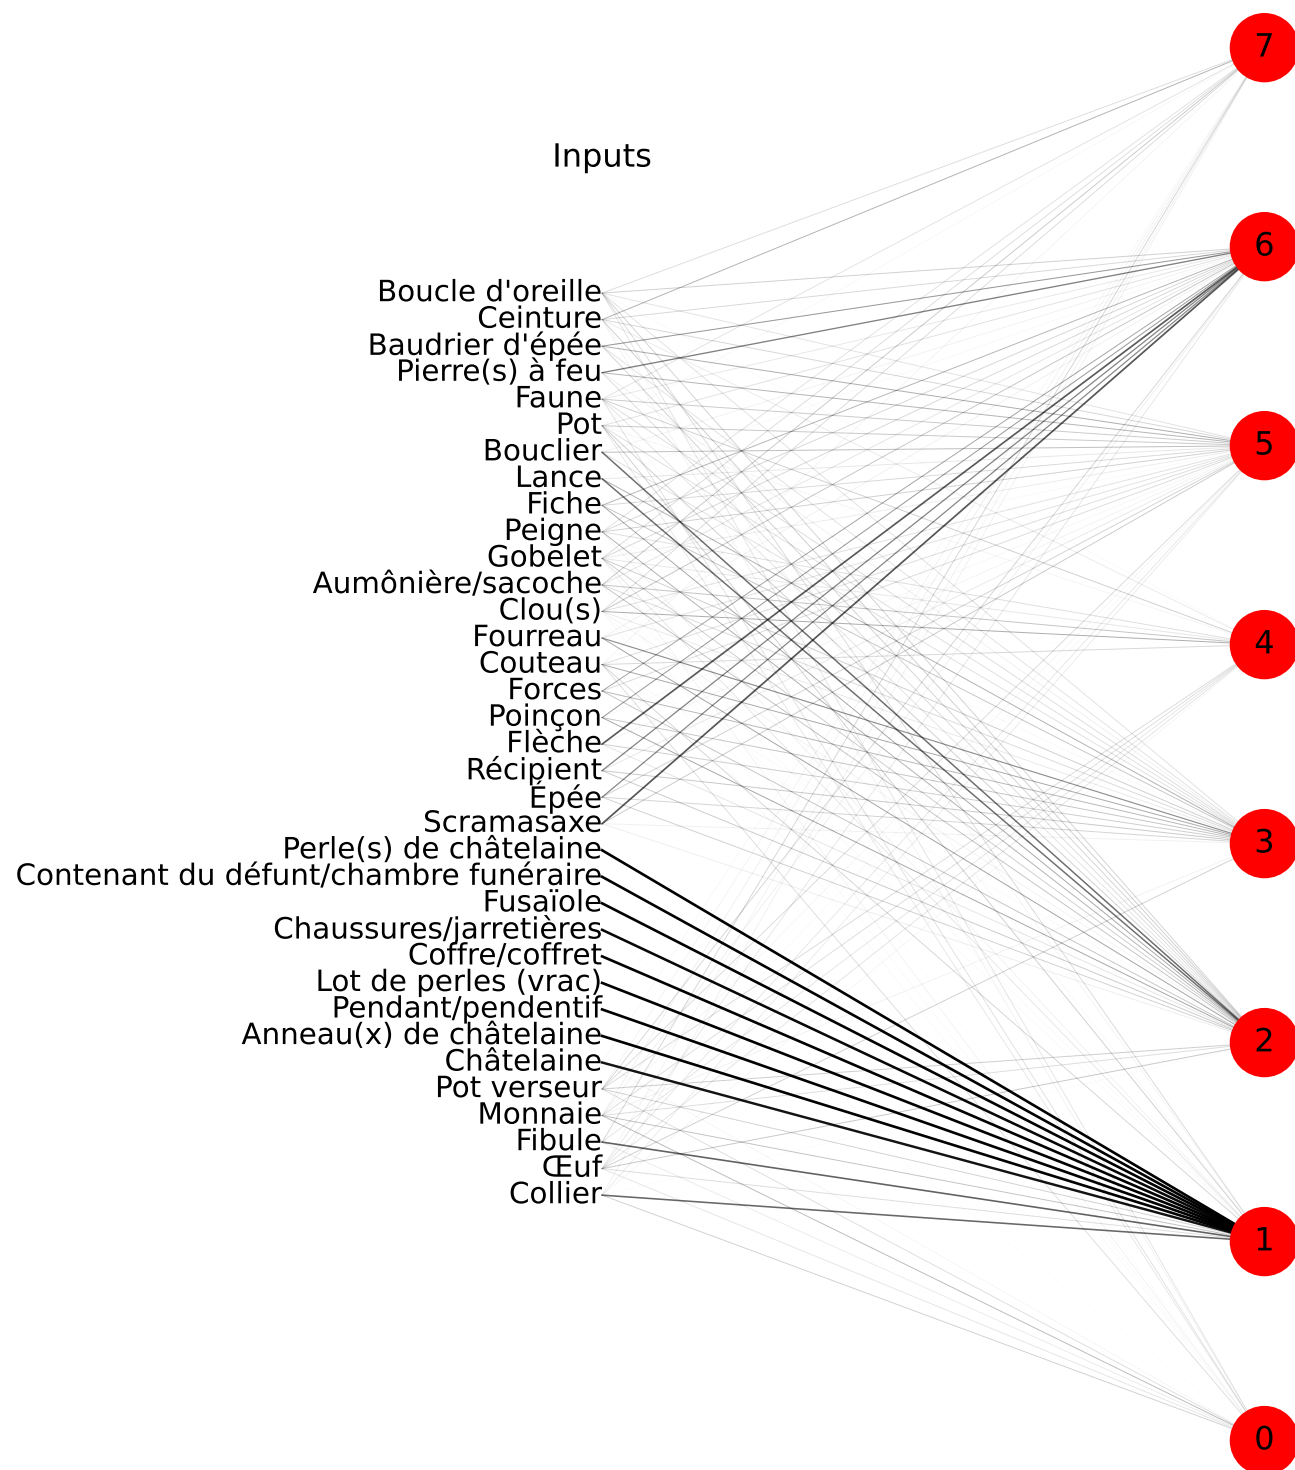 7
Inputs
6
Boucle d'oreille
Ceinture
Baudrier d'épée
Pierre(s) à feu
Faune
Pot
5
Bouclier
Lance
Fiche
Peigne
Gobelet
Aumônière/sacoche
Clou(s)
Fourreau
4
Couteau
Forces
Poinçon
Flèche
Récipient
Épée
Scramasaxe
3
Perle(s) de châtelaine
Contenant du défunt/chambre funéraire
Fusaïole
Chaussures/jarretières
Coffre/coffret
Lot de perles (vrac)
Pendant/pendentif
Anneau(x) de châtelaine
2
Châtelaine
Pot verseur
Monnaie
Fibule
Œuf
Collier
1
0